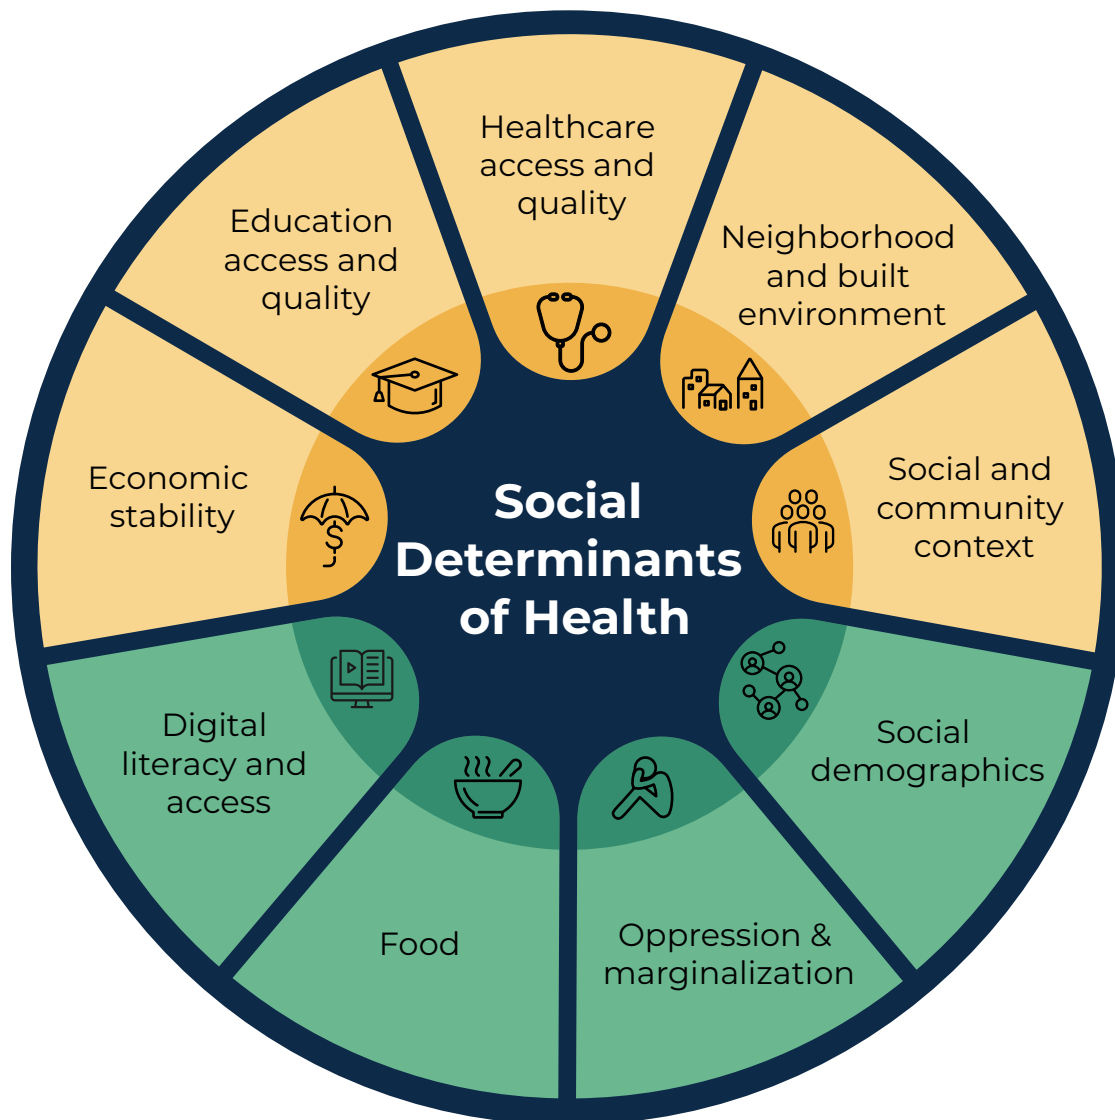 Healthcare
access and
quality
Neighborhood
and built
environment
Social and
community
context
Social
demographics
Oppression &
marginalization
Food
Digital
literacy and
access
Economic
stability
Education
access and
quality
Social
Determinants
of Health
$